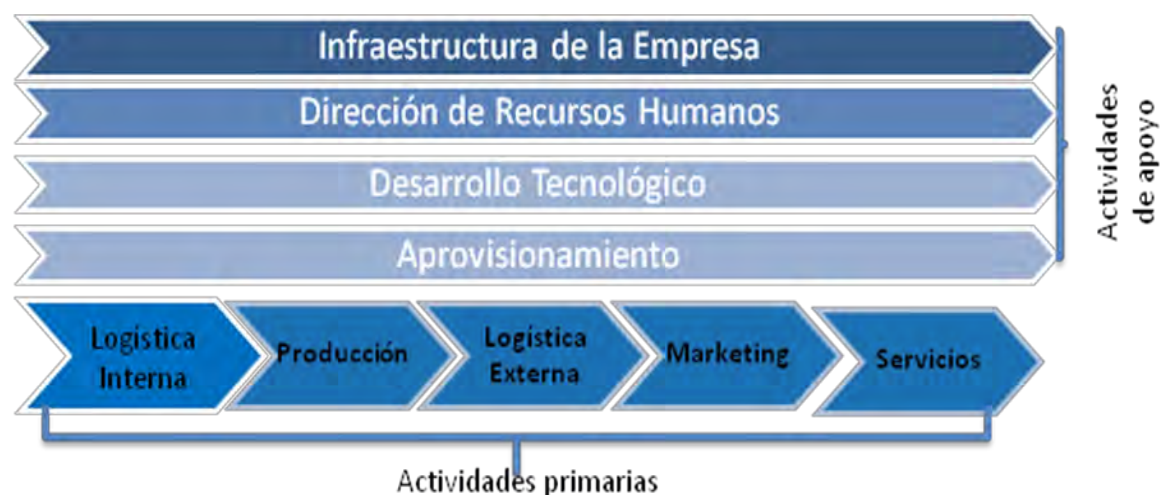 Infraestructura de la Empresa
Dirección de Recursos Humanos
Desarrollo Tecnológico
Aprovisionamiento
Actividades
de apoyo
Logística
Interna
Producción
Logística
Externa
Marketing
Servicios
Actividades primarias